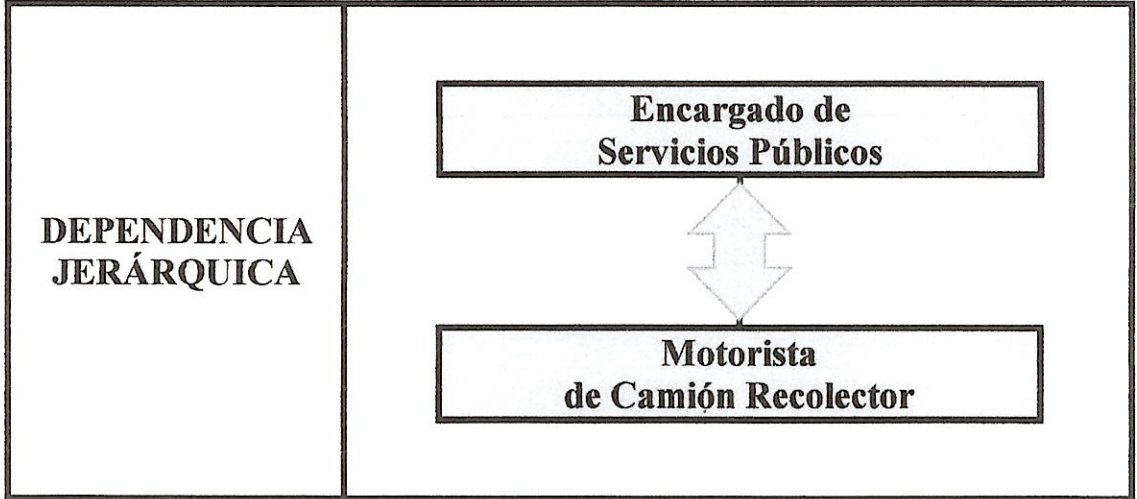 DEPENDENCIA
JERÁRQUICA
Encargado de
Servicios Públicos
Motorista
de Camión Recolector